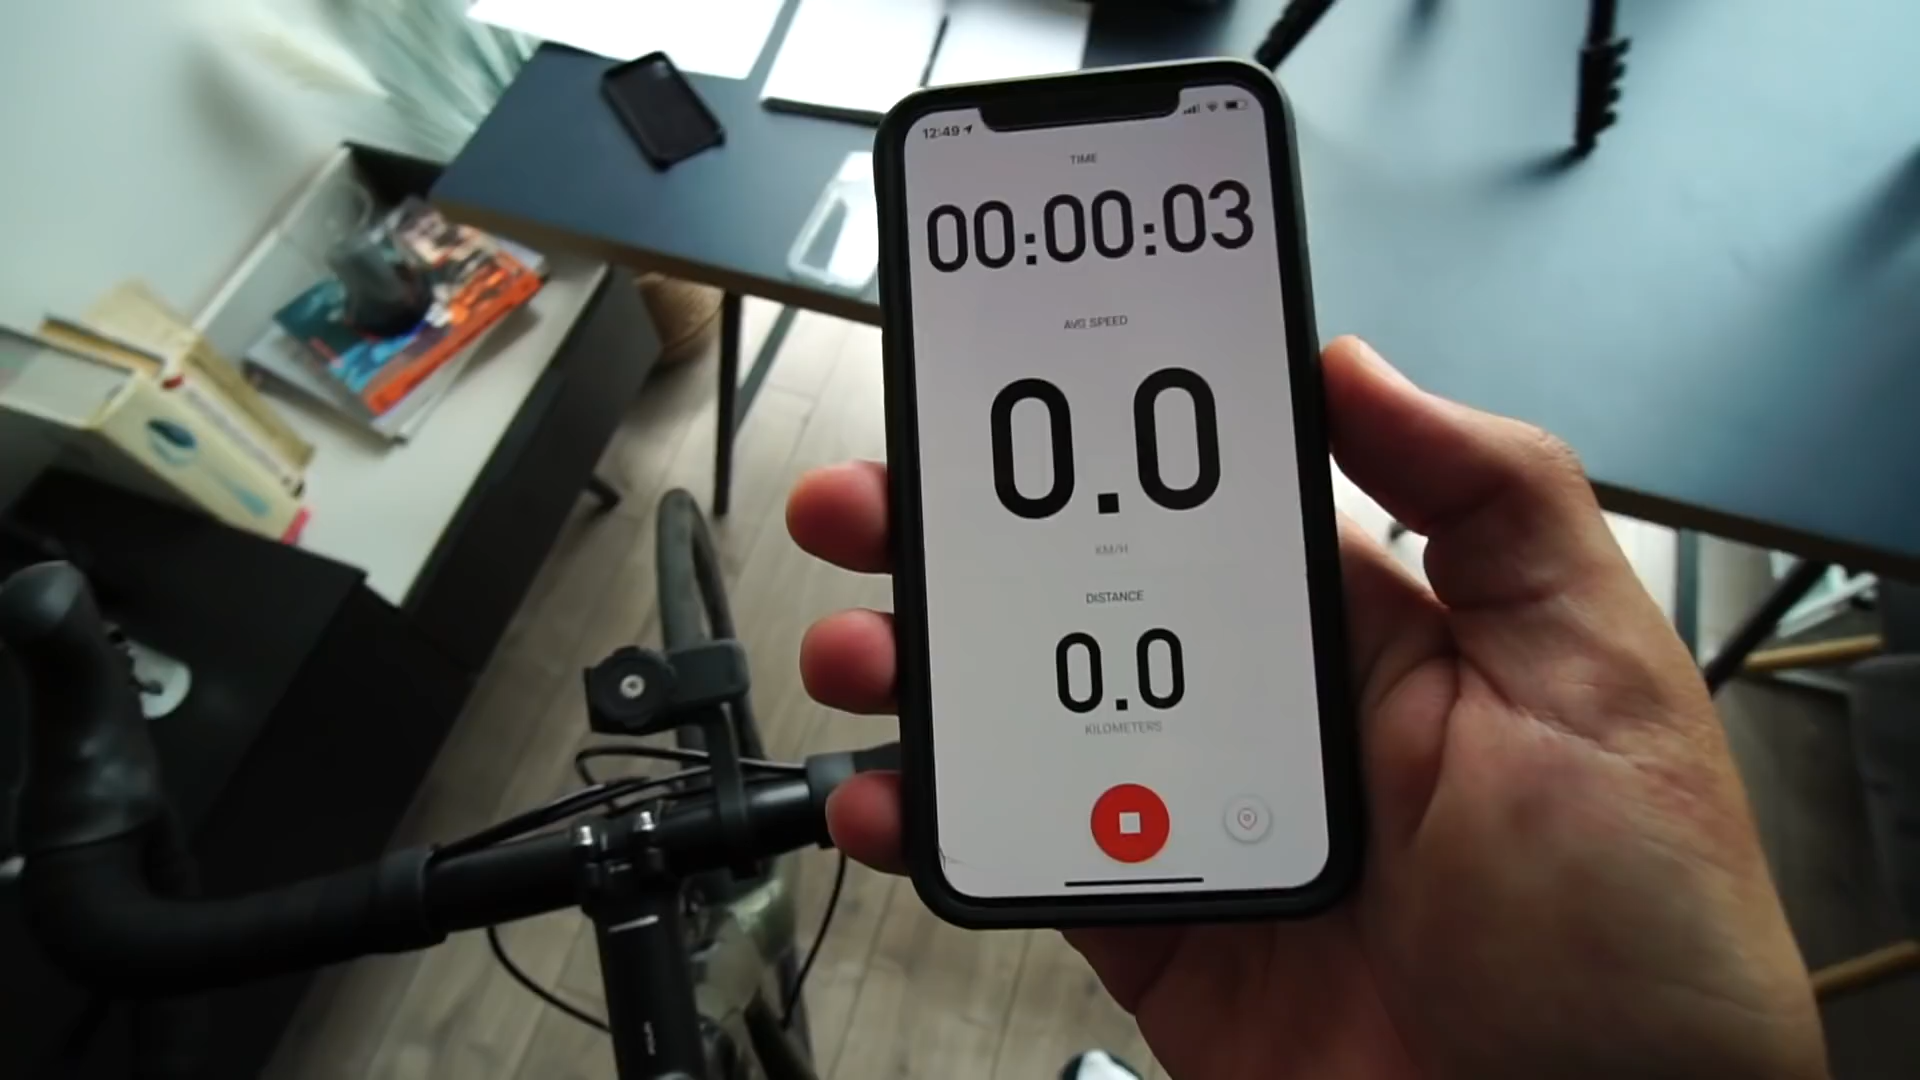 12:49
TIME
00:00:03
AVG SPEED
0.0
KM/H
DISTANCE
0.0
KILOMETERS